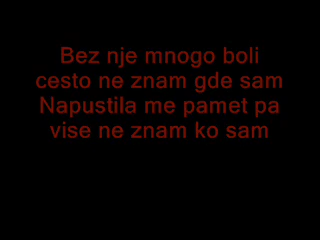 Bez nje mnogo boli
cesto ne znam gde sam
Napustila me pamet pa
vise ne znam ko sam